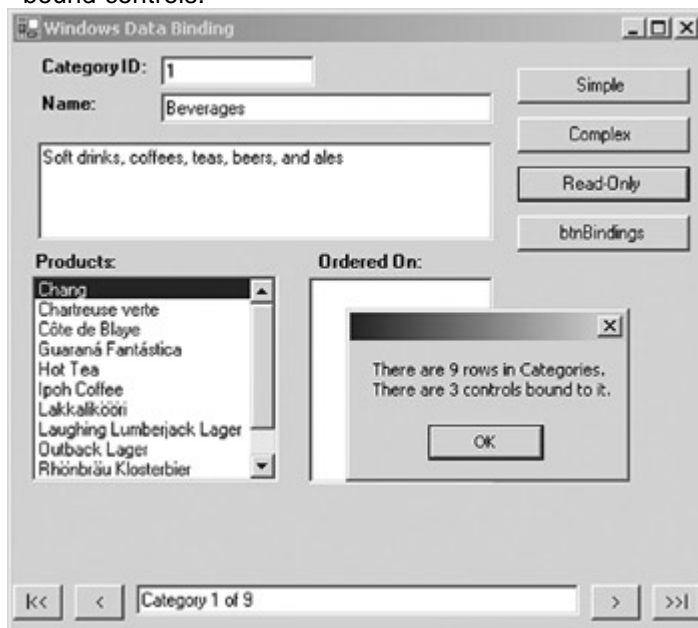 bound controls.
Windows Data Binding
Category ID: 1
Simple
Name: Beverages
Complex
Soft drinks, coffees, teas, beers, and ales
Read-Only
btnBindings
Products:
Ordered On:
Chang
Chartreuse verte
Côte de Blaye
Guaraná Fantástica
Hot Tea
Ipoh Coffee
Lakkalikööri
Laughing Lumberjack Lager
Outback Lager
Rhönbräu Klosterbier
There are 9 rows in Categories.
There are 3 controls bound to it.
OK
|<< < Category 1 of 9 > >>|